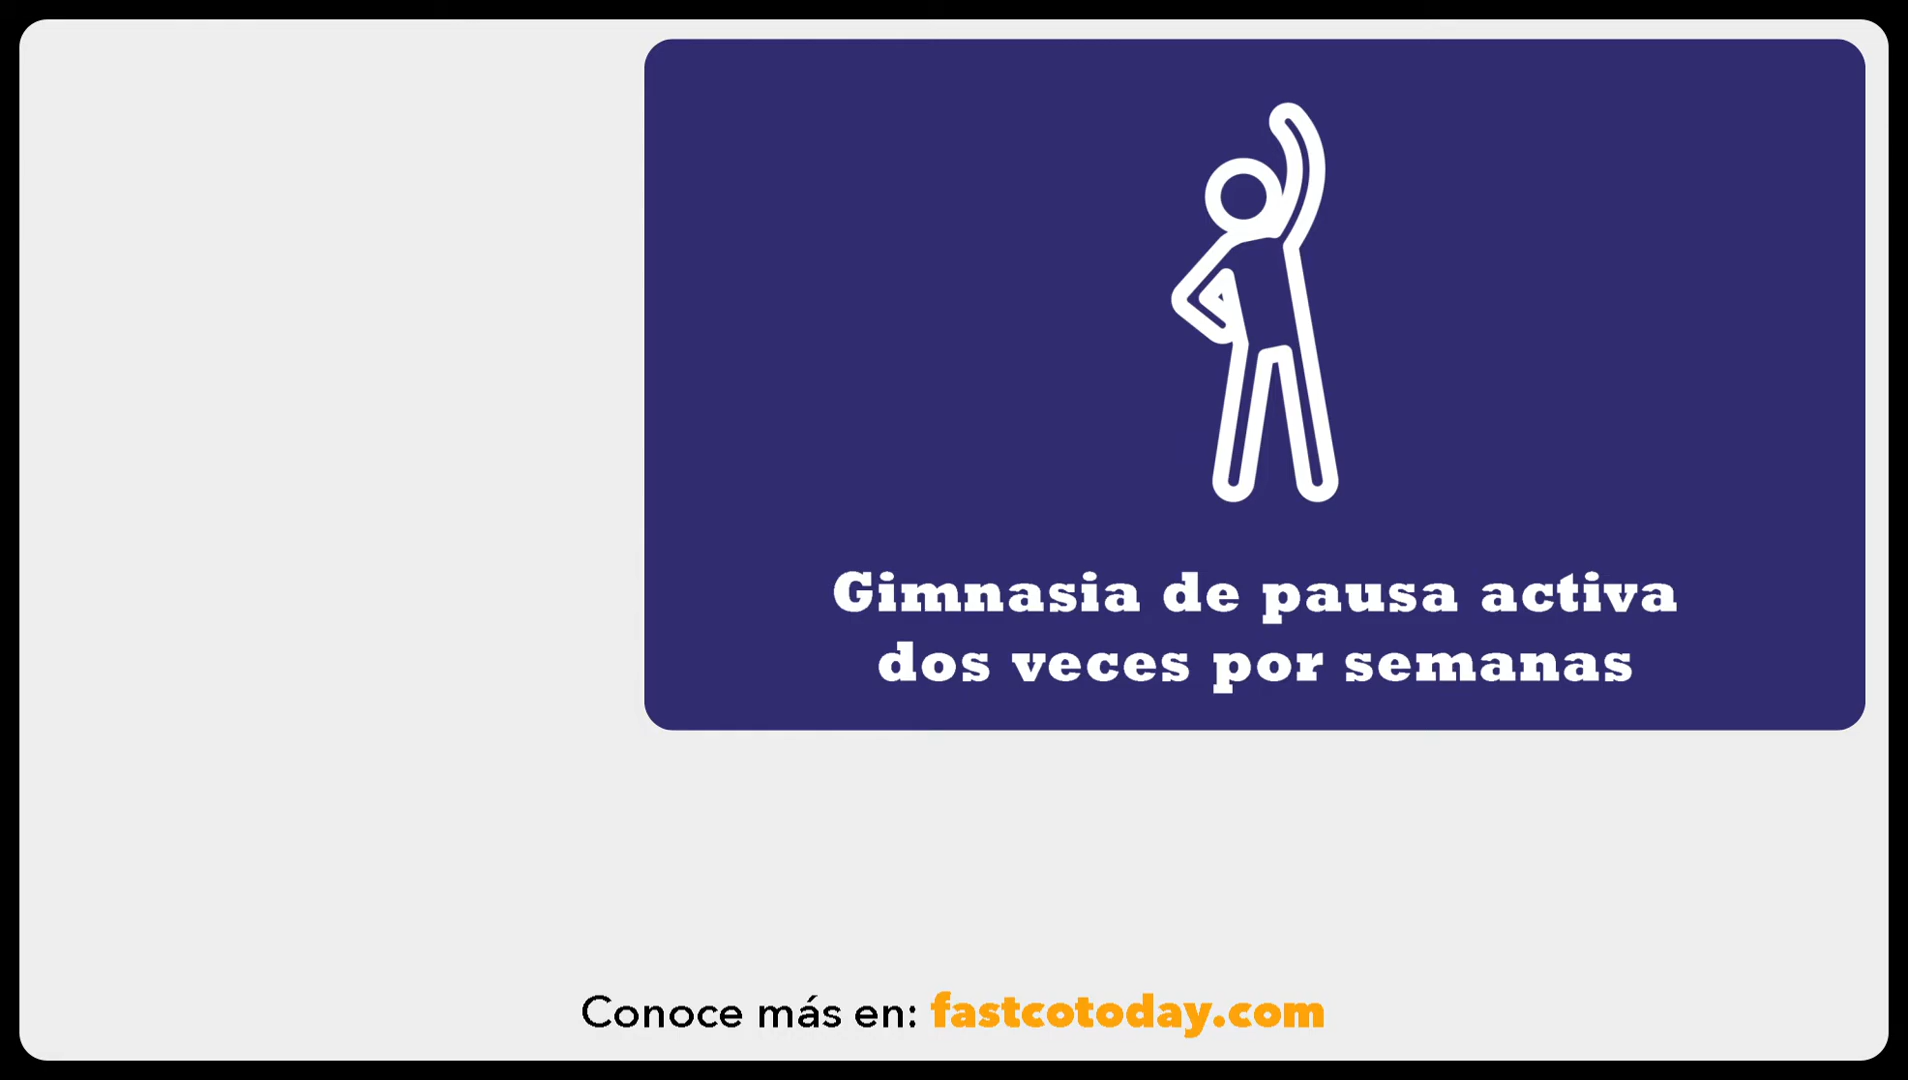 Gimnasia de pausa activa
dos veces por semanas
Conoce más en: fastcotoday.com